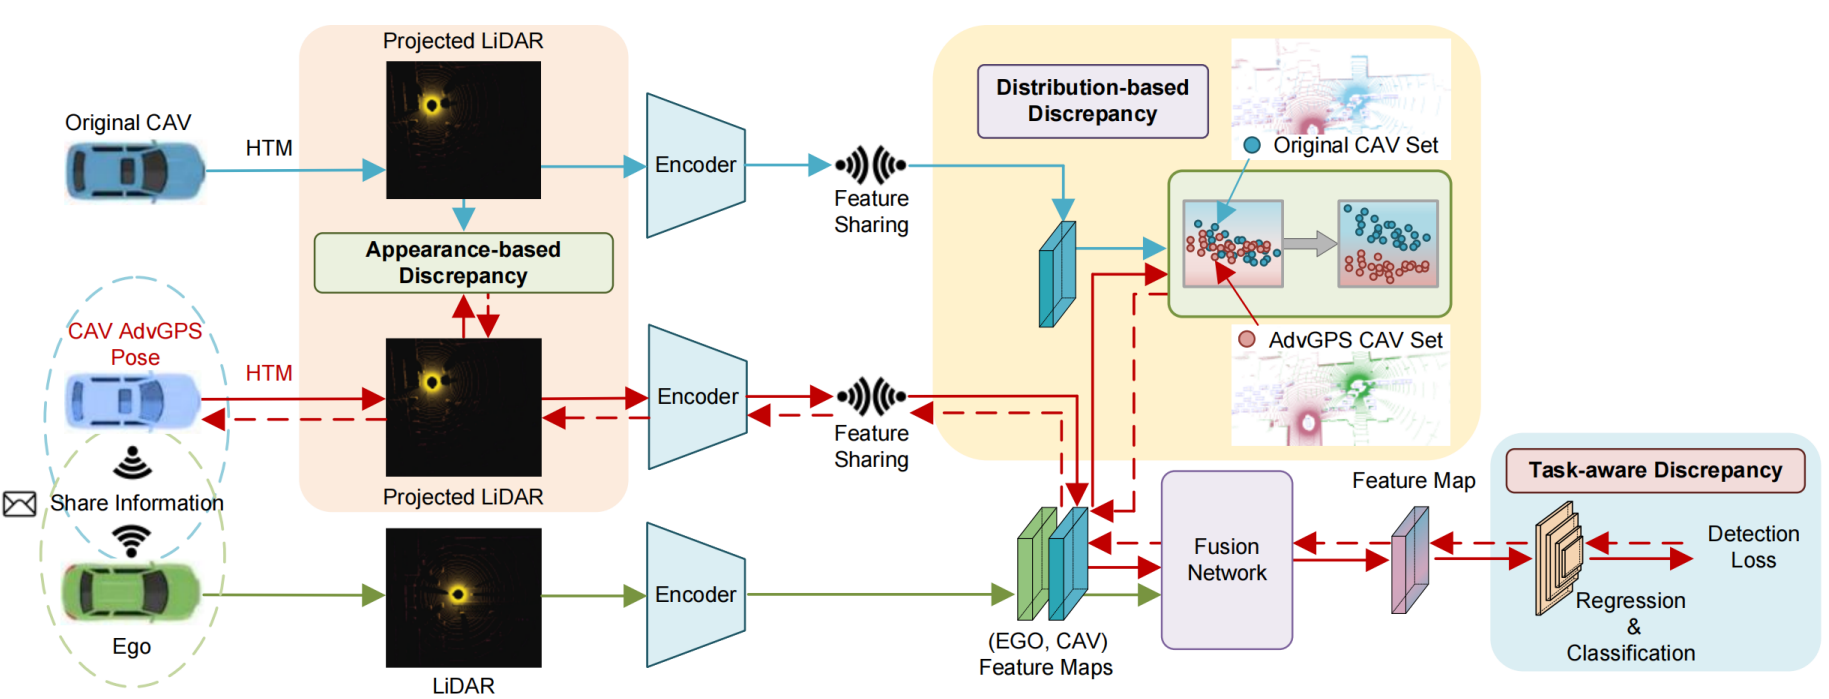 Projected LiDAR
Original CAV
HTM
Encoder
Feature
Sharing
Distribution-based
Discrepancy
Original CAV Set
Appearance-based
Discrepancy
CAV AdvGPS
Pose
HTM
Encoder
Feature
Sharing
AdvGPS CAV Set
Projected LiDAR
Share Information
Ego
LiDAR
Encoder
(EGO, CAV)
Feature Maps
Fusion
Network
Feature Map
Task-aware Discrepancy
Detection
Loss
Regression
&
Classification